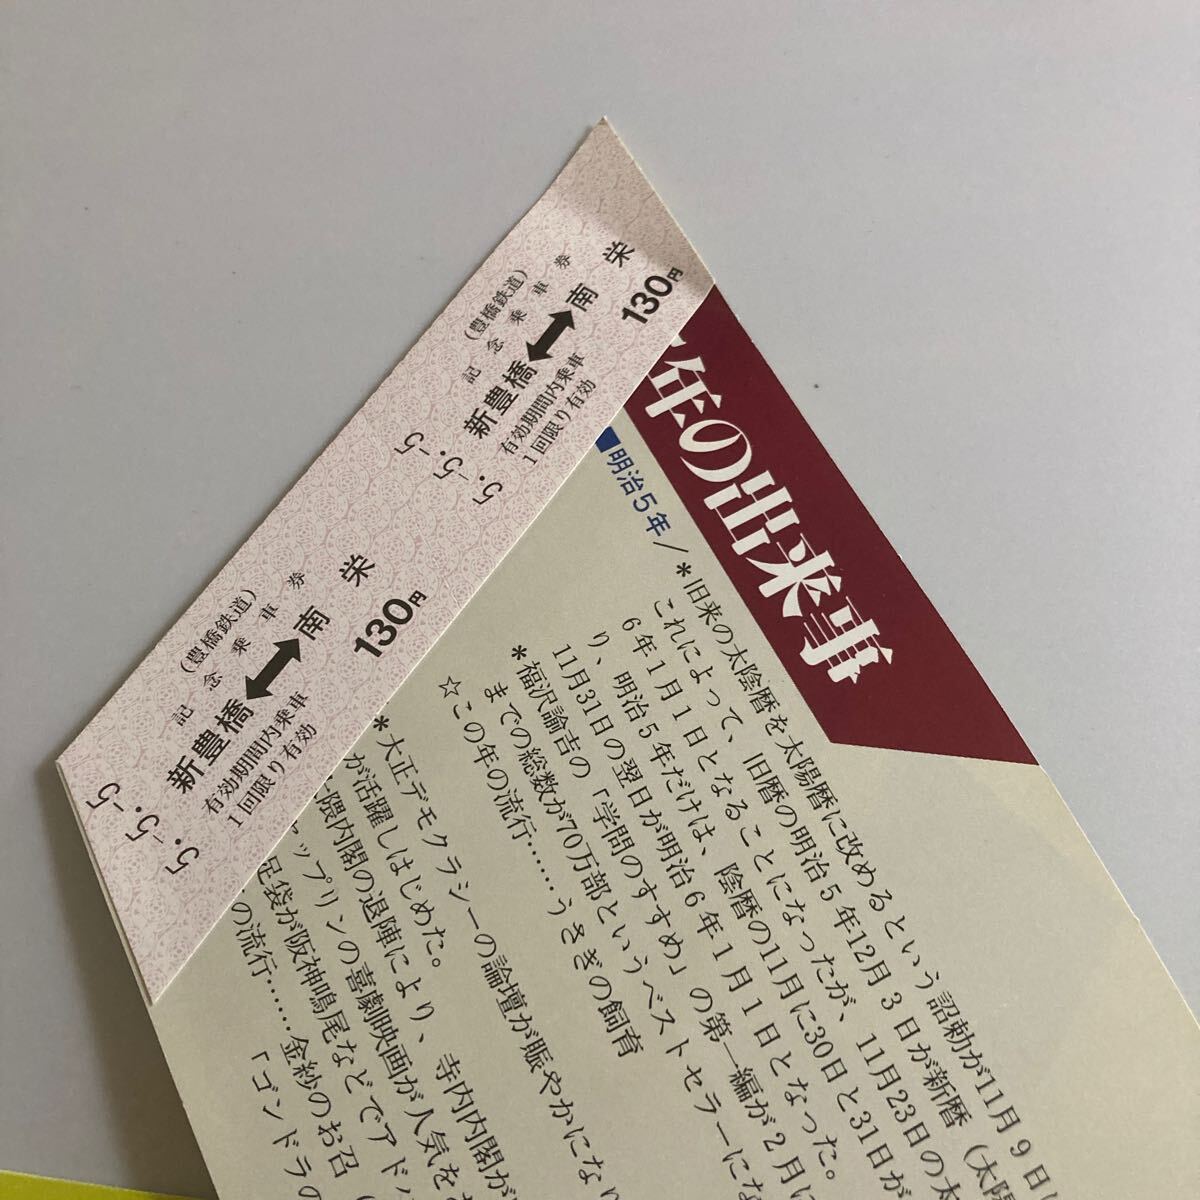 (豊橋鉄道)
記念乗車券
新豊橋↔南栄
130円
有効期間内乗車
1回限り有効
5.-5.-5
(豊橋鉄道)
記念乗車券
新豊橋↔南栄
130円
有効期間内乗車
1回限り有効
5.-5.-5
年の出来事
■明治5年/*旧来の太陰暦を太陽暦に改めるという詔勅が11月9日
これによって、旧暦の明治5年12月3日が新暦(太陽
6年1月1日となることになったが、11月23日の太
り、明治5年だけは、陰暦の11月に30日と31日が
11月31日の翌日が明治6年1月1日となった。
*福沢諭吉の「学問のすすめ」の第一編が2月に
までの総数が70万部というベストセラーにな
☆この年の流行……うさぎの飼育
*大正デモクラシーの論壇が賑やかにな
が活躍しはじめた。
隈内閣の退陣により、寺内内閣が
ップリンの喜劇映画が人気を
足袋が阪神鳴尾などでアド
の流行……金紗のお召(
「ゴンドラの